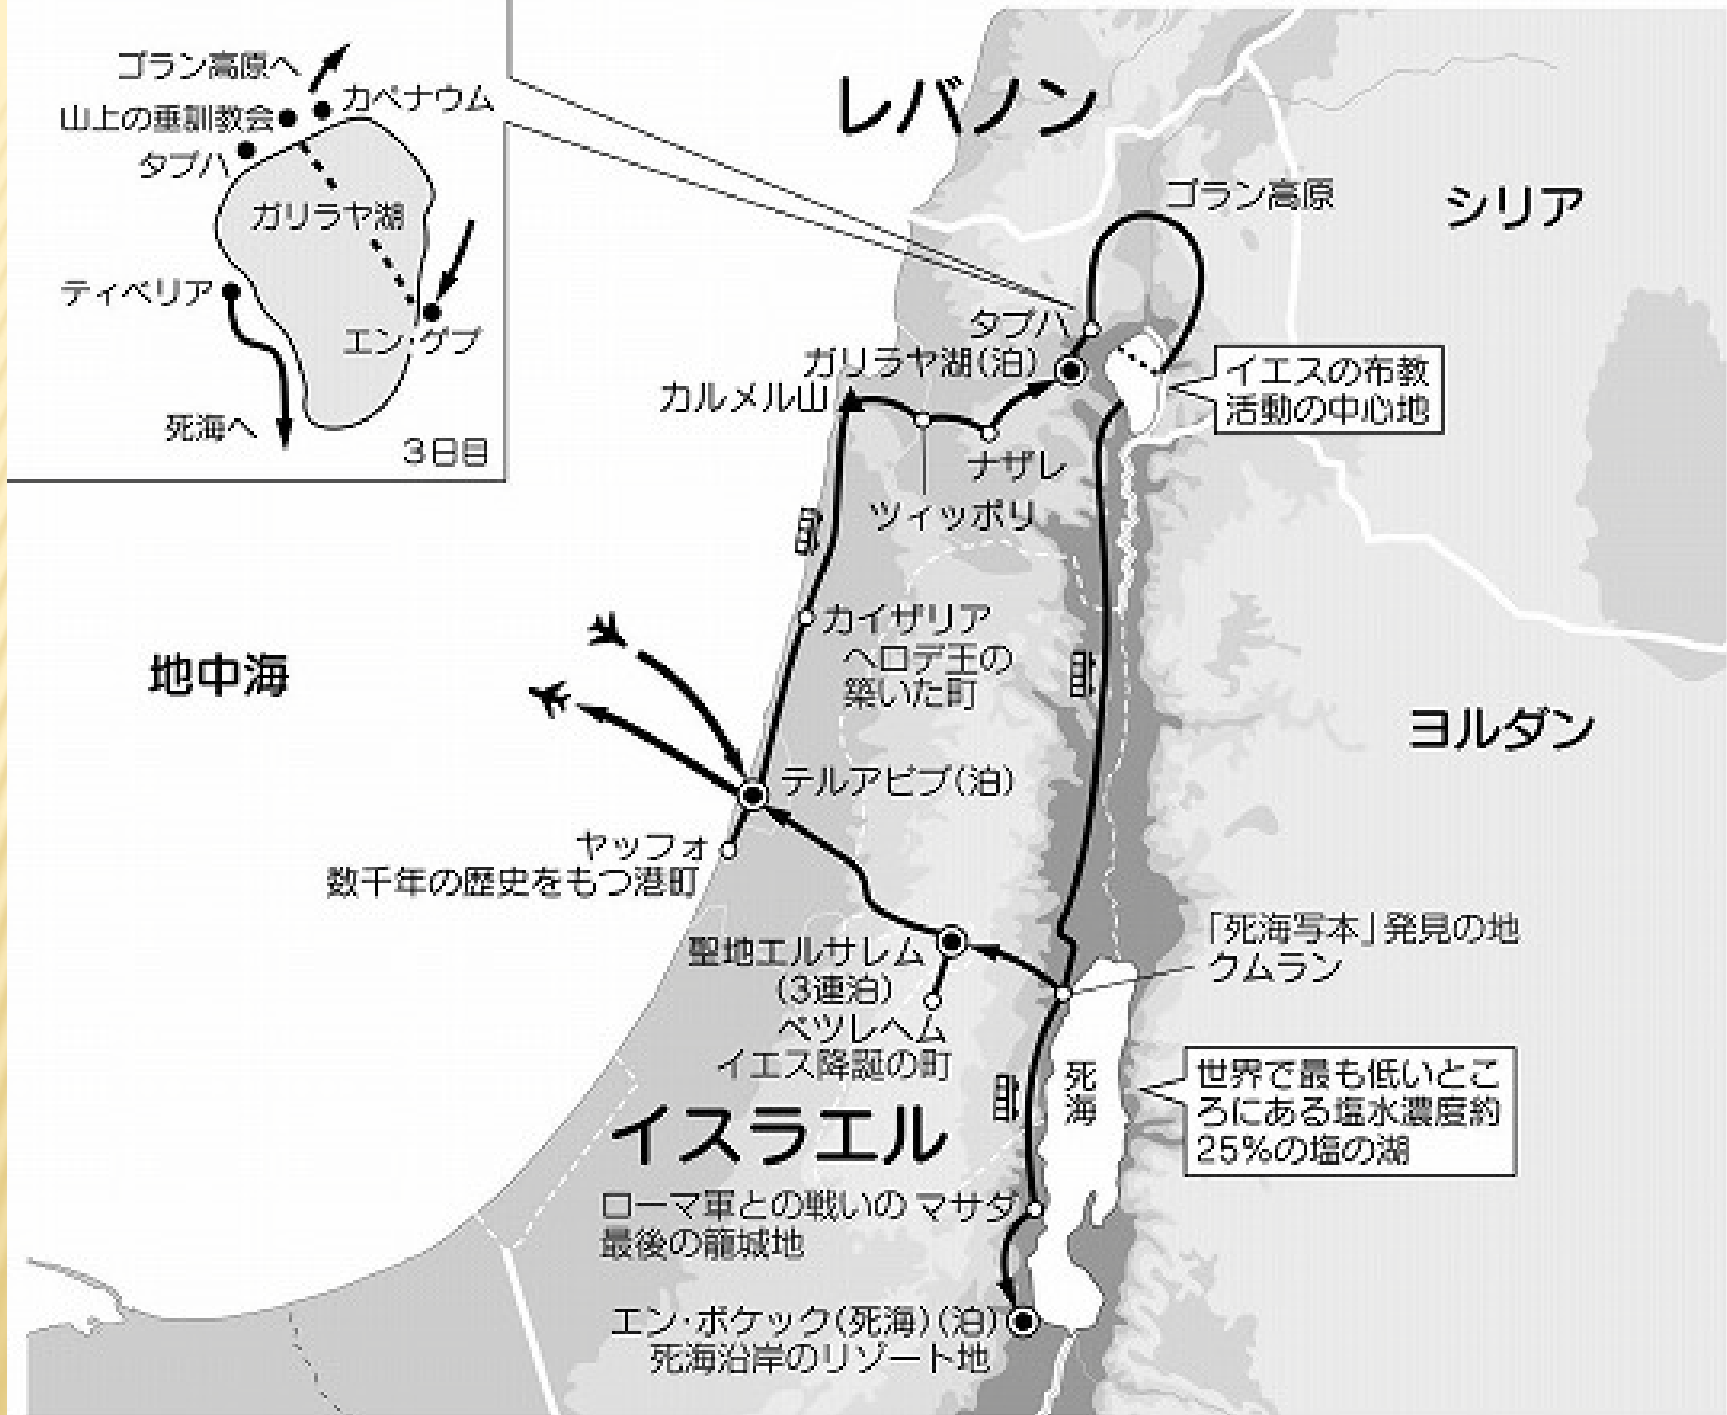 ゴラン高原へ
カペナウム
山上の垂訓教会
タブハ
ガリラヤ湖
ティベリア
エン・ゲブ
死海へ
3日目
レバノン
ゴラン高原
シリア
タブハ
ガリラヤ湖(泊)
カルメル山
イエスの布教
活動の中心地
ナザレ
ツィッポリ
カイザリア
ヘロデ王の
築いた町
地中海
ヨルダン
テルアビブ(泊)
ヤッフォ
数千年の歴史をもつ港町
「死海写本」発見の地
クムラン
聖地エルサレム
(3連泊)
ベツレヘム
イエス降誕の町
死海
世界で最も低いとこ
ろにある塩水濃度約
25%の塩の湖
イスラエル
ローマ軍との戦いの マサダ
最後の籠城地
エン・ボケック(死海)(泊)
死海沿岸のリゾート地